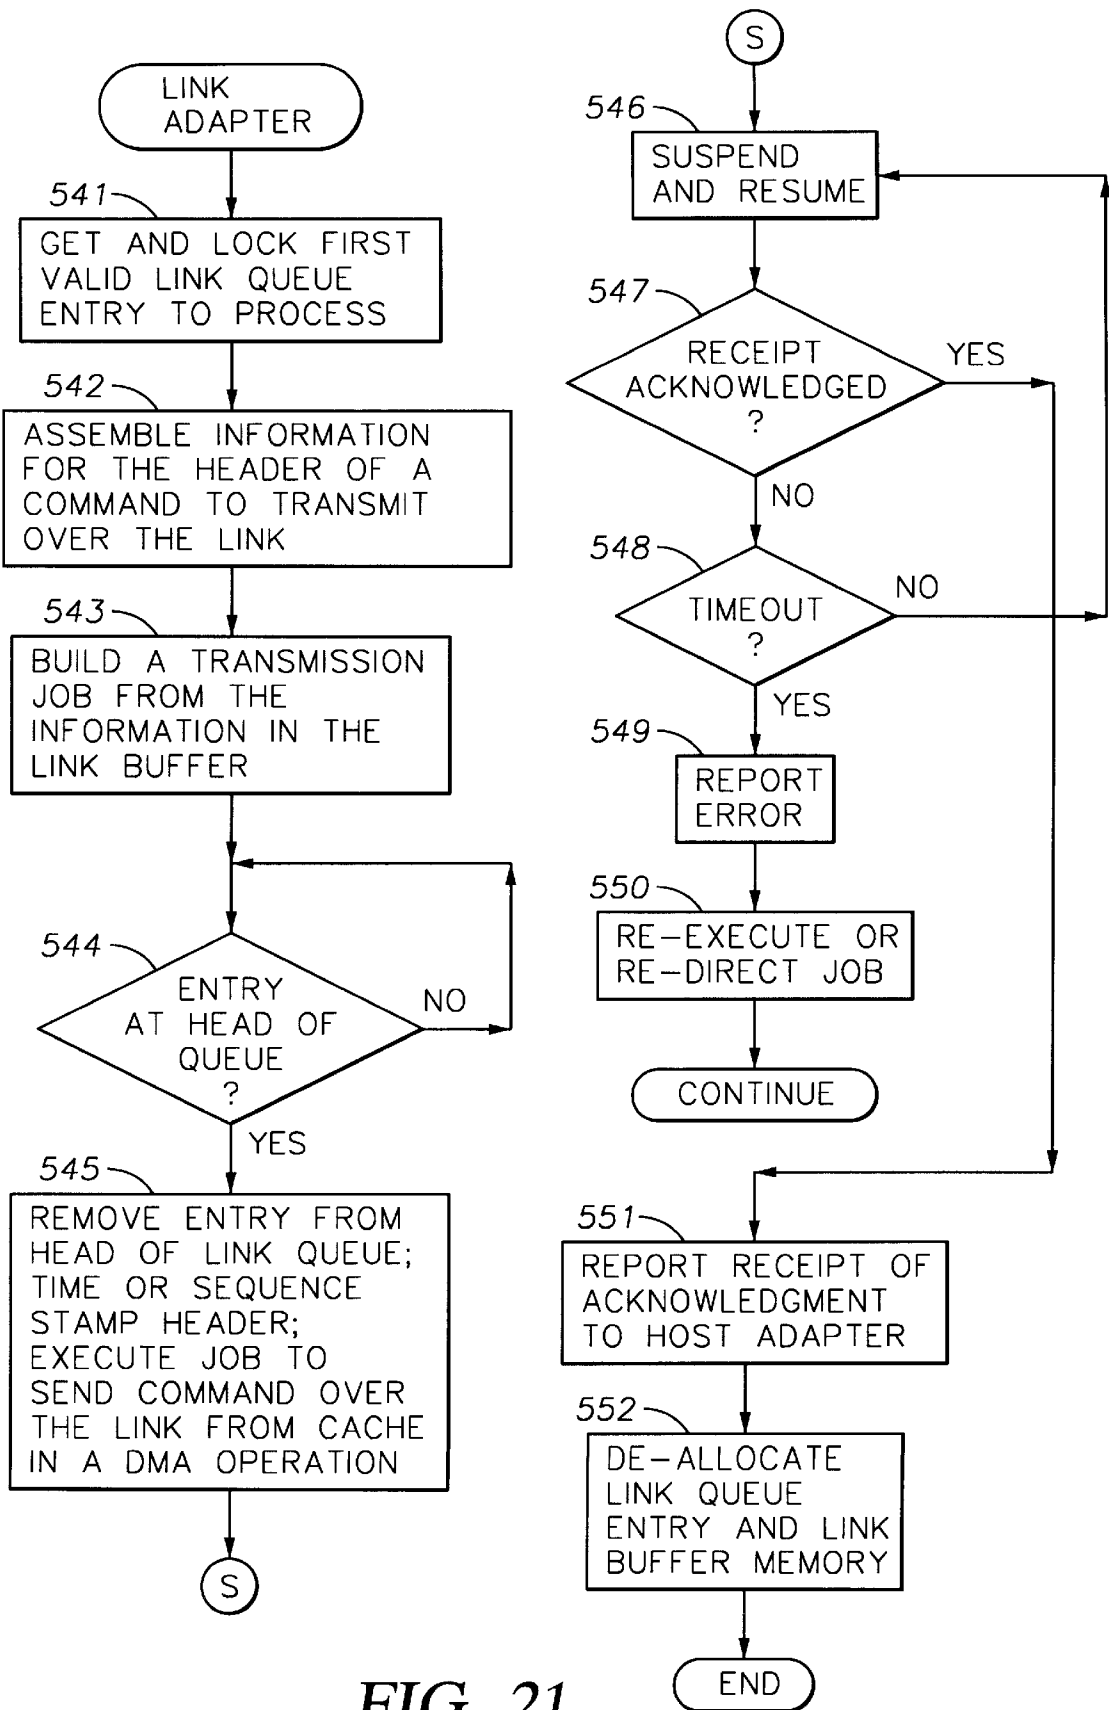 LINK
ADAPTER
541
GET AND LOCK FIRST
VALID LINK QUEUE
ENTRY TO PROCESS
542
ASSEMBLE INFORMATION
FOR THE HEADER OF A
COMMAND TO TRANSMIT
OVER THE LINK
543
BUILD A TRANSMISSION
JOB FROM THE
INFORMATION IN THE
LINK BUFFER
544
ENTRY
AT HEAD OF
QUEUE
?
NO
YES
545
REMOVE ENTRY FROM
HEAD OF LINK QUEUE;
TIME OR SEQUENCE
STAMP HEADER;
EXECUTE JOB TO
SEND COMMAND OVER
THE LINK FROM CACHE
IN A DMA OPERATION
S
S
546
SUSPEND
AND RESUME
547
RECEIPT
ACKNOWLEDGED
?
YES
NO
548
TIMEOUT
?
NO
YES
549
REPORT
ERROR
550
RE-EXECUTE OR
RE-DIRECT JOB
CONTINUE
551
REPORT RECEIPT OF
ACKNOWLEDGMENT
TO HOST ADAPTER
552
DE-ALLOCATE
LINK QUEUE
ENTRY AND LINK
BUFFER MEMORY
END
FIG. 21